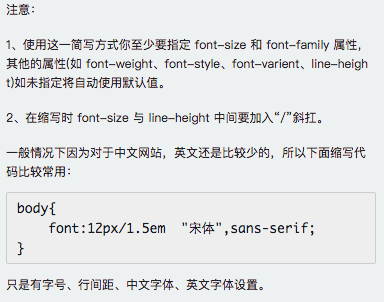 注意：
1、使用这一简写方式你至少要指定 font-size 和 font-family 属性，
其他的属性(如 font-weight、font-style、font-varient、line-heigh
t)如未指定将自动使用默认值。
2、在缩写时 font-size 与 line-height 中间要加入“/”斜扛。
一般情况下因为对于中文网站，英文还是比较少的，所以下面缩写代
码比较常用：
body{
    font:12px/1.5em  "宋体",sans-serif;
}
只是有字号、行间距、中文字体、英文字体设置。